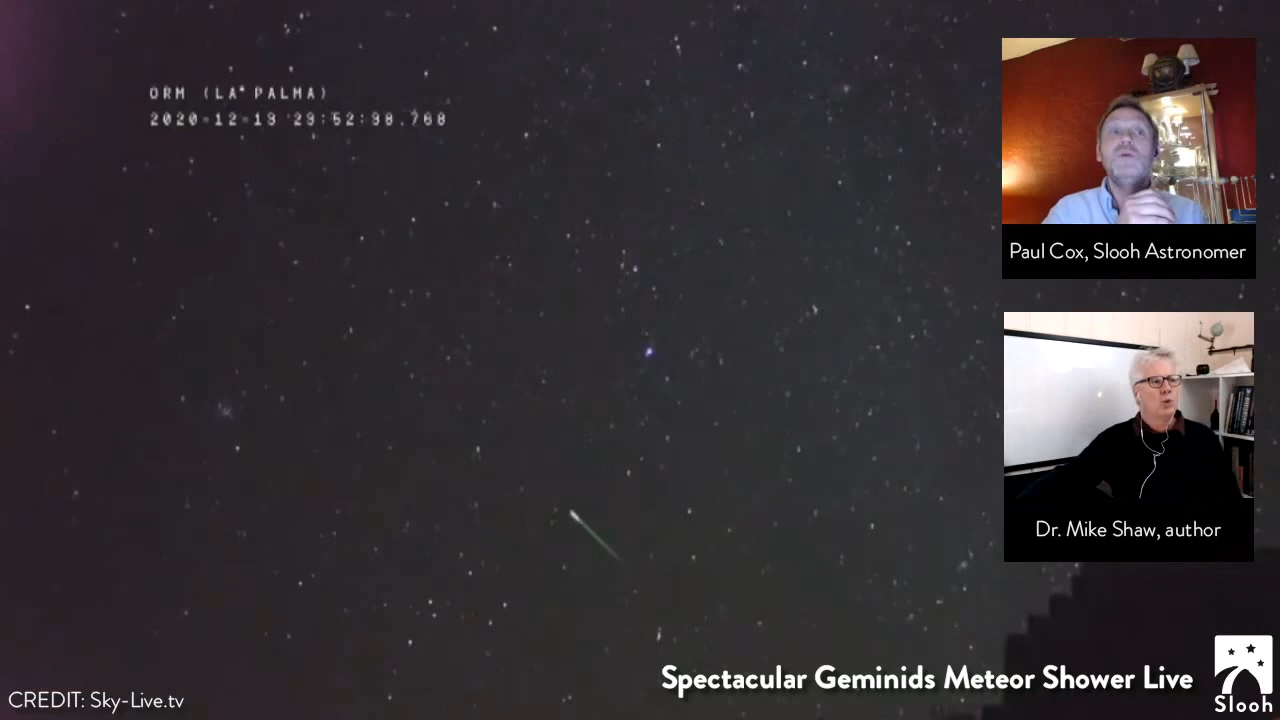 ORM (LA PALMA)
2020-12-13 23:52:38.768
Paul Cox, Slooh Astronomer
Dr. Mike Shaw, author
Spectacular Geminids Meteor Shower Live
Slooh
CREDIT: Sky-Live.tv